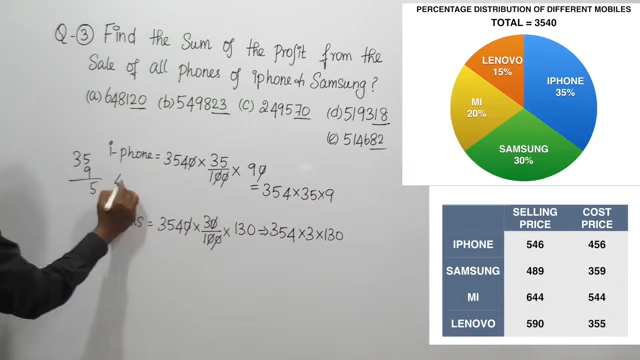 Q-③ Find the Sum of the Profit from the
Sale of all phones of iphone & Samsung?
(a) 648120 (b) 549823 (c) 249570 (d) 519318
(e) 514682
i-phone = 3540 × 35/100 × 90
= 354×35×9
35
9
5
4
= 3540 × 30/100 × 130 ⇒ 354×3×130
PERCENTAGE DISTRIBUTION OF DIFFERENT MOBILES
TOTAL = 3540
LENOVO
15%
IPHONE
35%
MI
20%
SAMSUNG
30%
SELLING PRICE COST PRICE
IPHONE 546 456
SAMSUNG 489 359
MI 644 544
LENOVO 590 355